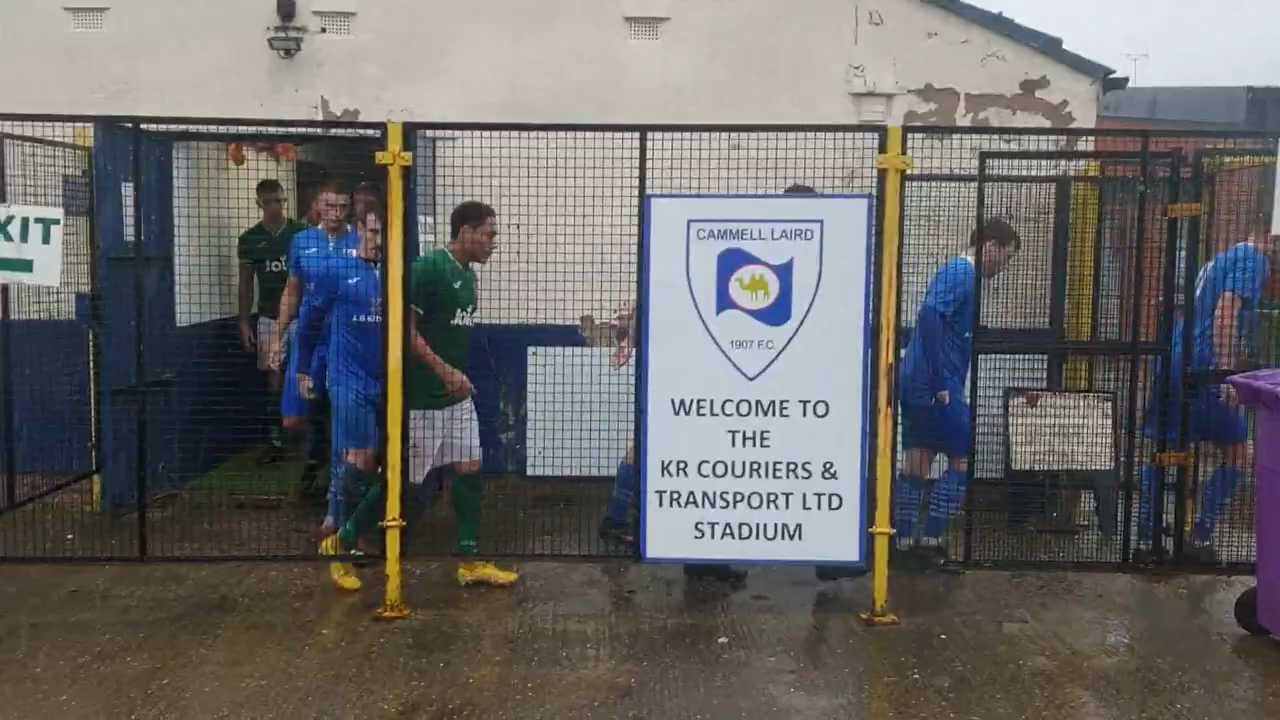 XIT
CAMMELL LAIRD
1907 F.C.
WELCOME TO
THE
KR COURIERS &
TRANSPORT LTD
STADIUM